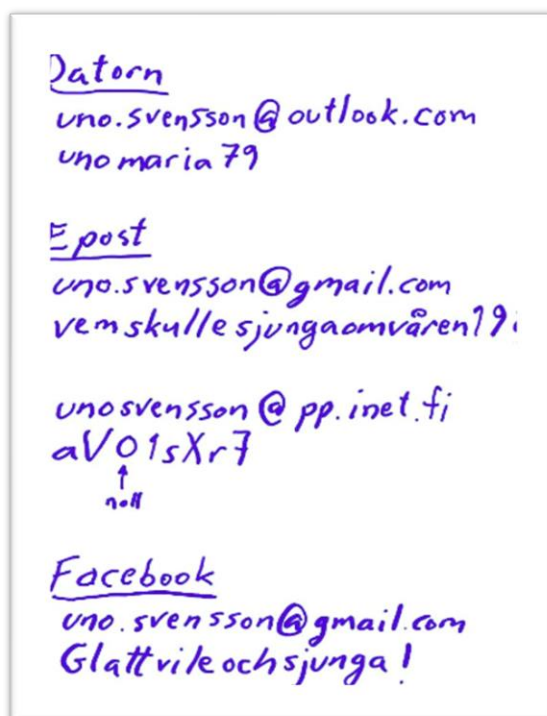 Datorn
uno.svensson@outlook.com
unomaria79
Epost
uno.svensson@gmail.com
vemskullesjungaomvåren19
unosvensson@pp.inet.fi
aV01sXr7
noll
Facebook
uno.svensson@gmail.com
Glattvileochsjunga!